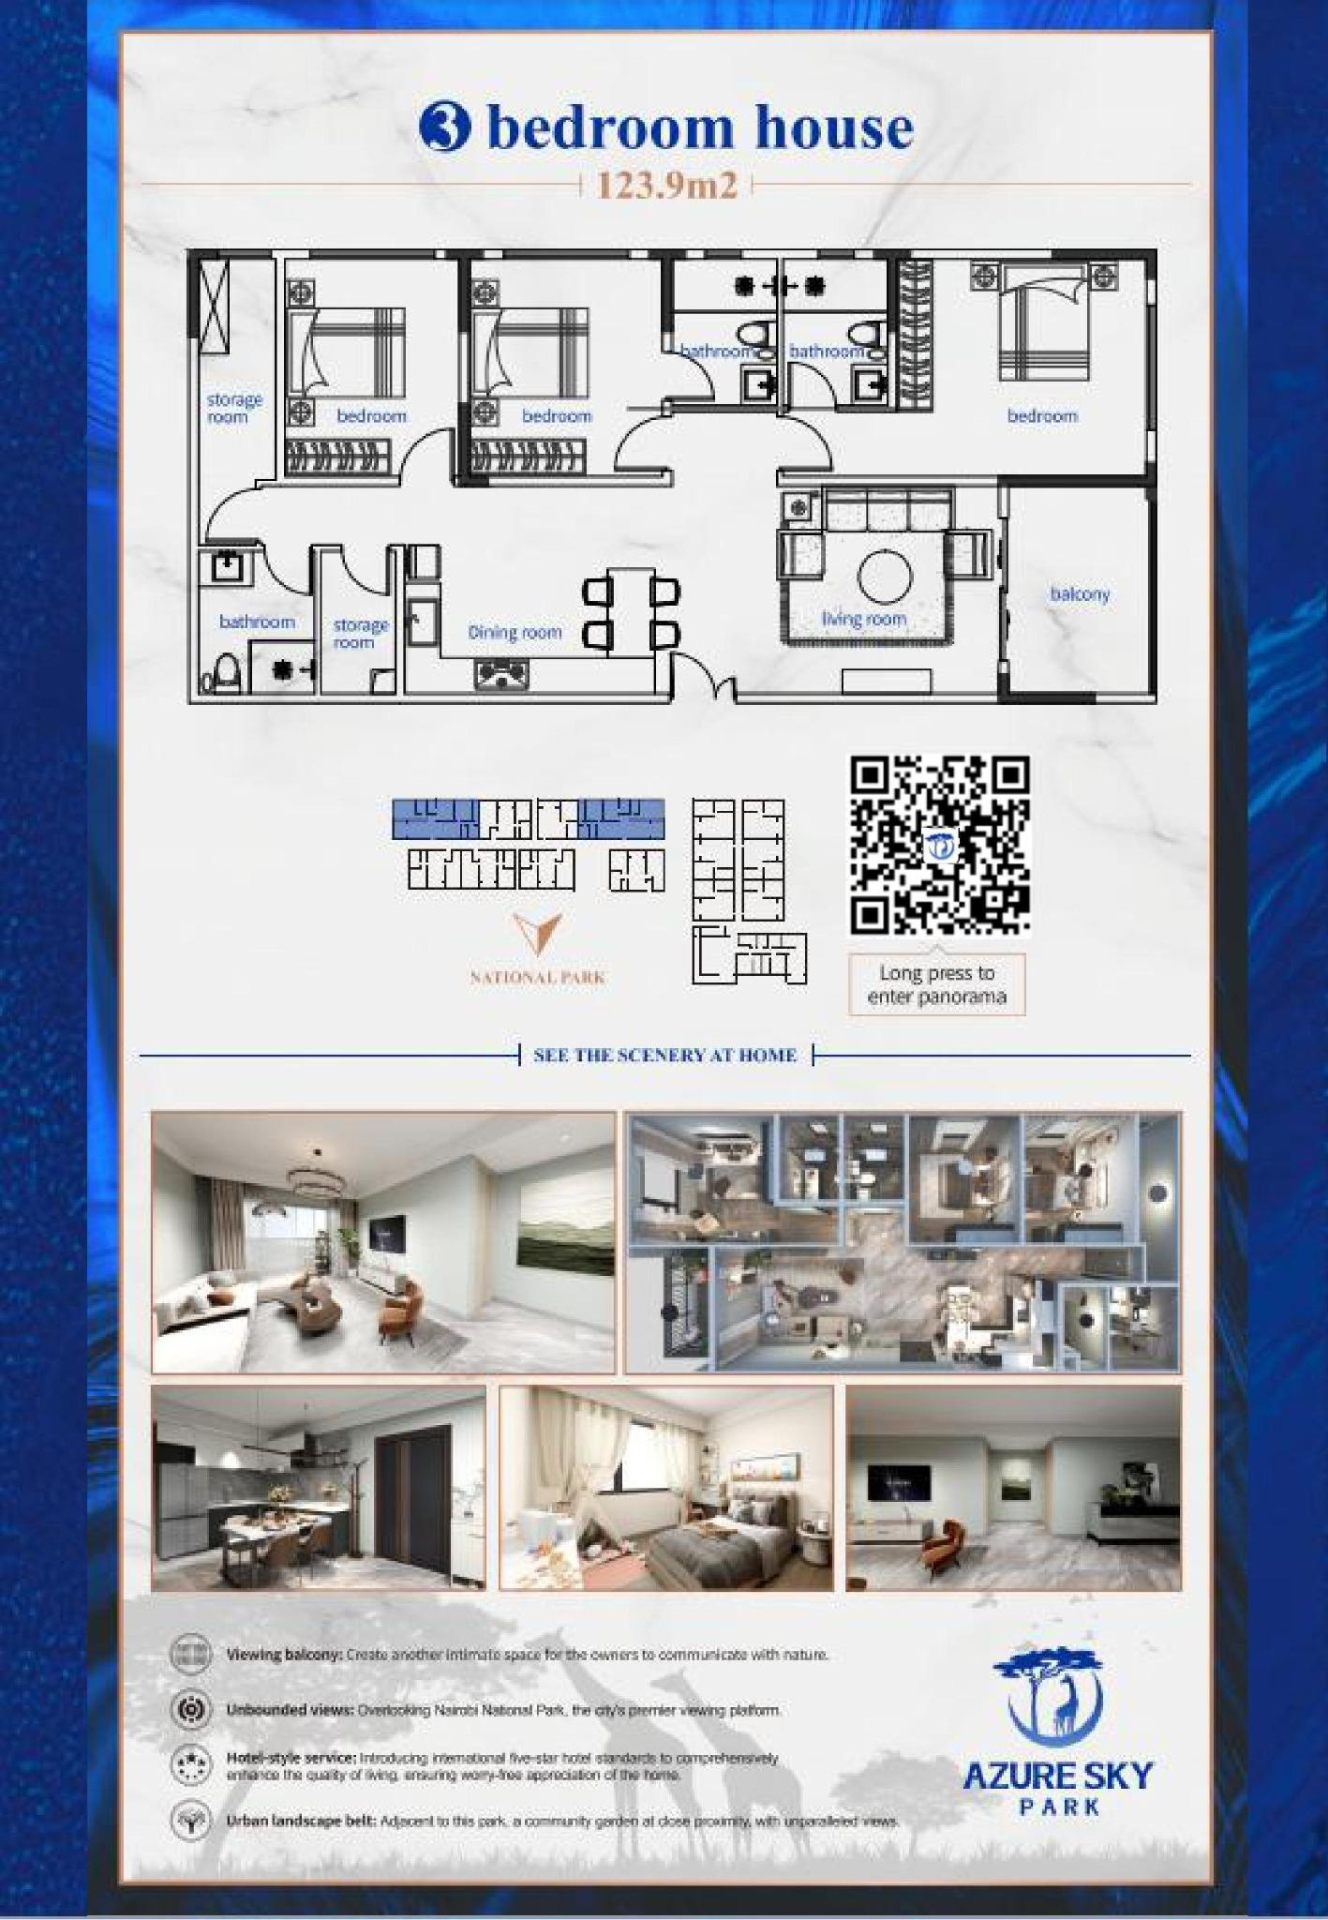 3 bedroom house
123.9m2
storage
room
bedroom
bedroom
bathroom
bathroom
bedroom
bathroom
storage
room
Dining room
living room
balcony
NATIONAL PARK
Long press to
enter panorama
SEE THE SCENERY AT HOME
Viewing balcony: Create another intimate space for the owners to communicate with nature.
Unbounded views: Overlooking Nairobi National Park, the city's premier viewing platform.
Hotel-style service: Introducing international five-star hotel standards to comprehensively
enhance the quality of living, ensuring worry-free appreciation of the home.
Urban landscape belt: Adjacent to this park, a community garden at close proximity, with unparalleled views.
AZURE SKY
PARK